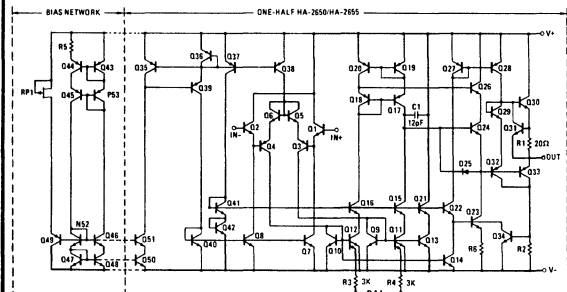 BIAS NETWORK
ONE-HALF HA-2650/HA-2655
V+
R5
Q44 Q43 Q35 Q36 Q37 Q38 Q20 Q19 Q27 Q28
RP1 Q45 P53 Q39 Q26 Q30
Q18 Q17 C1 12pF Q29
Q6 Q5 Q2 Q1 Q24 Q31 R1 20Ω
IN- IN+ Q4 Q3 OUT
D25 Q32 Q33
Q41 Q16 Q15 Q21 Q22
N52 Q42 Q23
Q49 Q46 Q51 Q40 Q8 Q7 Q10 Q12 Q9 Q11 Q13 Q34
Q47 Q48 Q50 Q14 R6 R2
V-
R3 3K R4 3K